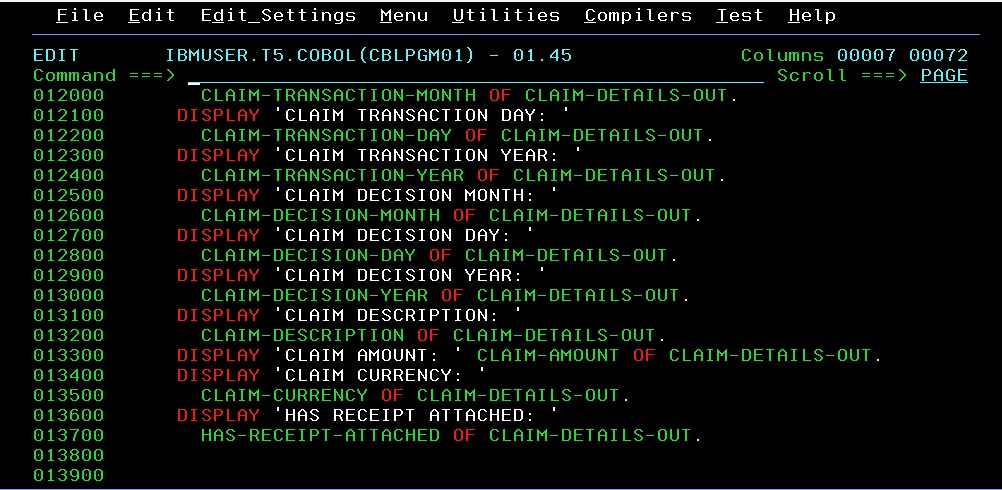 File  Edit  Edit_Settings  Menu  Utilities  Compilers  Test  Help
EDIT       IBMUSER.T5.COBOL(CBLPGM01) - 01.45              Columns 00007 00072
Command ===>                                                  Scroll ===> PAGE
012000        CLAIM-TRANSACTION-MONTH OF CLAIM-DETAILS-OUT.
012100      DISPLAY 'CLAIM TRANSACTION DAY: '
012200        CLAIM-TRANSACTION-DAY OF CLAIM-DETAILS-OUT.
012300      DISPLAY 'CLAIM TRANSACTION YEAR: '
012400        CLAIM-TRANSACTION-YEAR OF CLAIM-DETAILS-OUT.
012500      DISPLAY 'CLAIM DECISION MONTH: '
012600        CLAIM-DECISION-MONTH OF CLAIM-DETAILS-OUT.
012700      DISPLAY 'CLAIM DECISION DAY: '
012800        CLAIM-DECISION-DAY OF CLAIM-DETAILS-OUT.
012900      DISPLAY 'CLAIM DECISION YEAR: '
013000        CLAIM-DECISION-YEAR OF CLAIM-DETAILS-OUT.
013100      DISPLAY 'CLAIM DESCRIPTION: '
013200        CLAIM-DESCRIPTION OF CLAIM-DETAILS-OUT.
013300      DISPLAY 'CLAIM AMOUNT: ' CLAIM-AMOUNT OF CLAIM-DETAILS-OUT.
013400      DISPLAY 'CLAIM CURRENCY: '
013500        CLAIM-CURRENCY OF CLAIM-DETAILS-OUT.
013600      DISPLAY 'HAS RECEIPT ATTACHED: '
013700        HAS-RECEIPT-ATTACHED OF CLAIM-DETAILS-OUT.
013800
013900